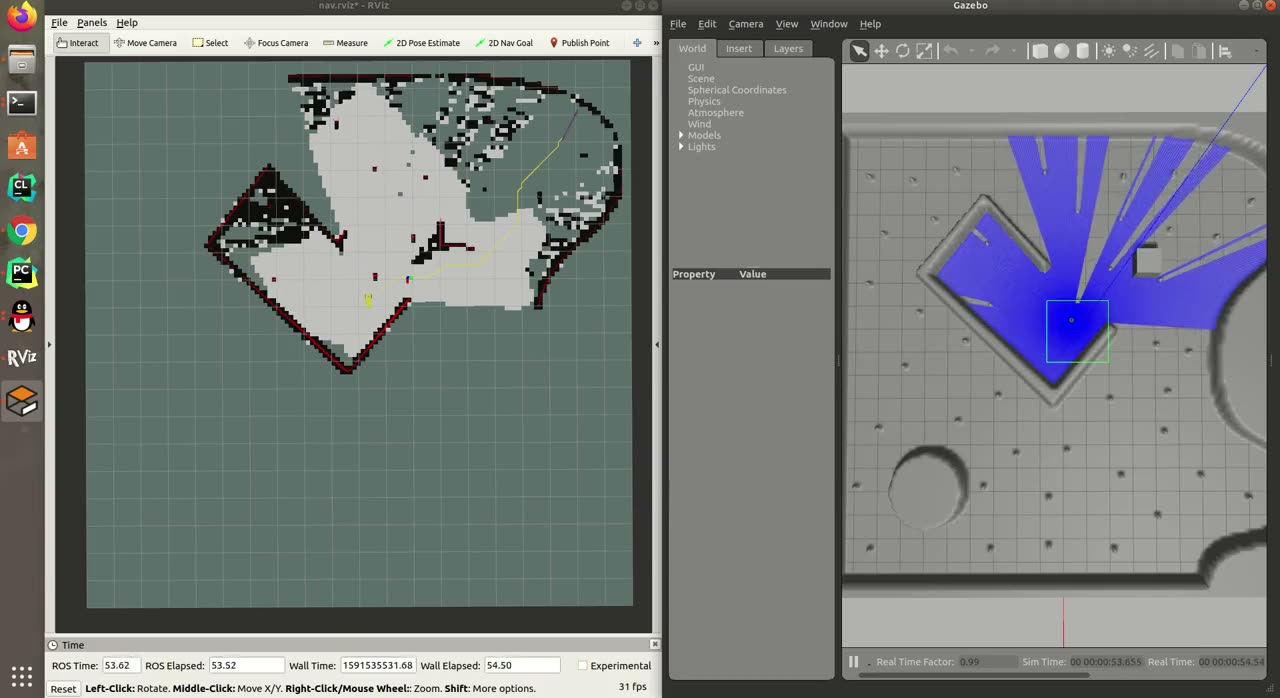 nav.rviz* - RViz
File Panels Help
Interact Move Camera Select Focus Camera Measure 2D Pose Estimate 2D Nav Goal Publish Point »
Time
ROS Time: 53.62 ROS Elapsed: 53.52 Wall Time: 1591535531.68 Wall Elapsed: 54.50 Experimental
Reset Left-Click: Rotate. Middle-Click: Move X/Y. Right-Click/Mouse Wheel:: Zoom. Shift: More options. 31 fps
Gazebo
File Edit Camera View Window Help
World Insert Layers
GUI
Scene
Spherical Coordinates
Physics
Atmosphere
Wind
Models
Lights
Property Value
Real Time Factor: 0.99 Sim Time: 00 00:00:53.655 Real Time: 00 00:00:54.54
CL
PC
RViz